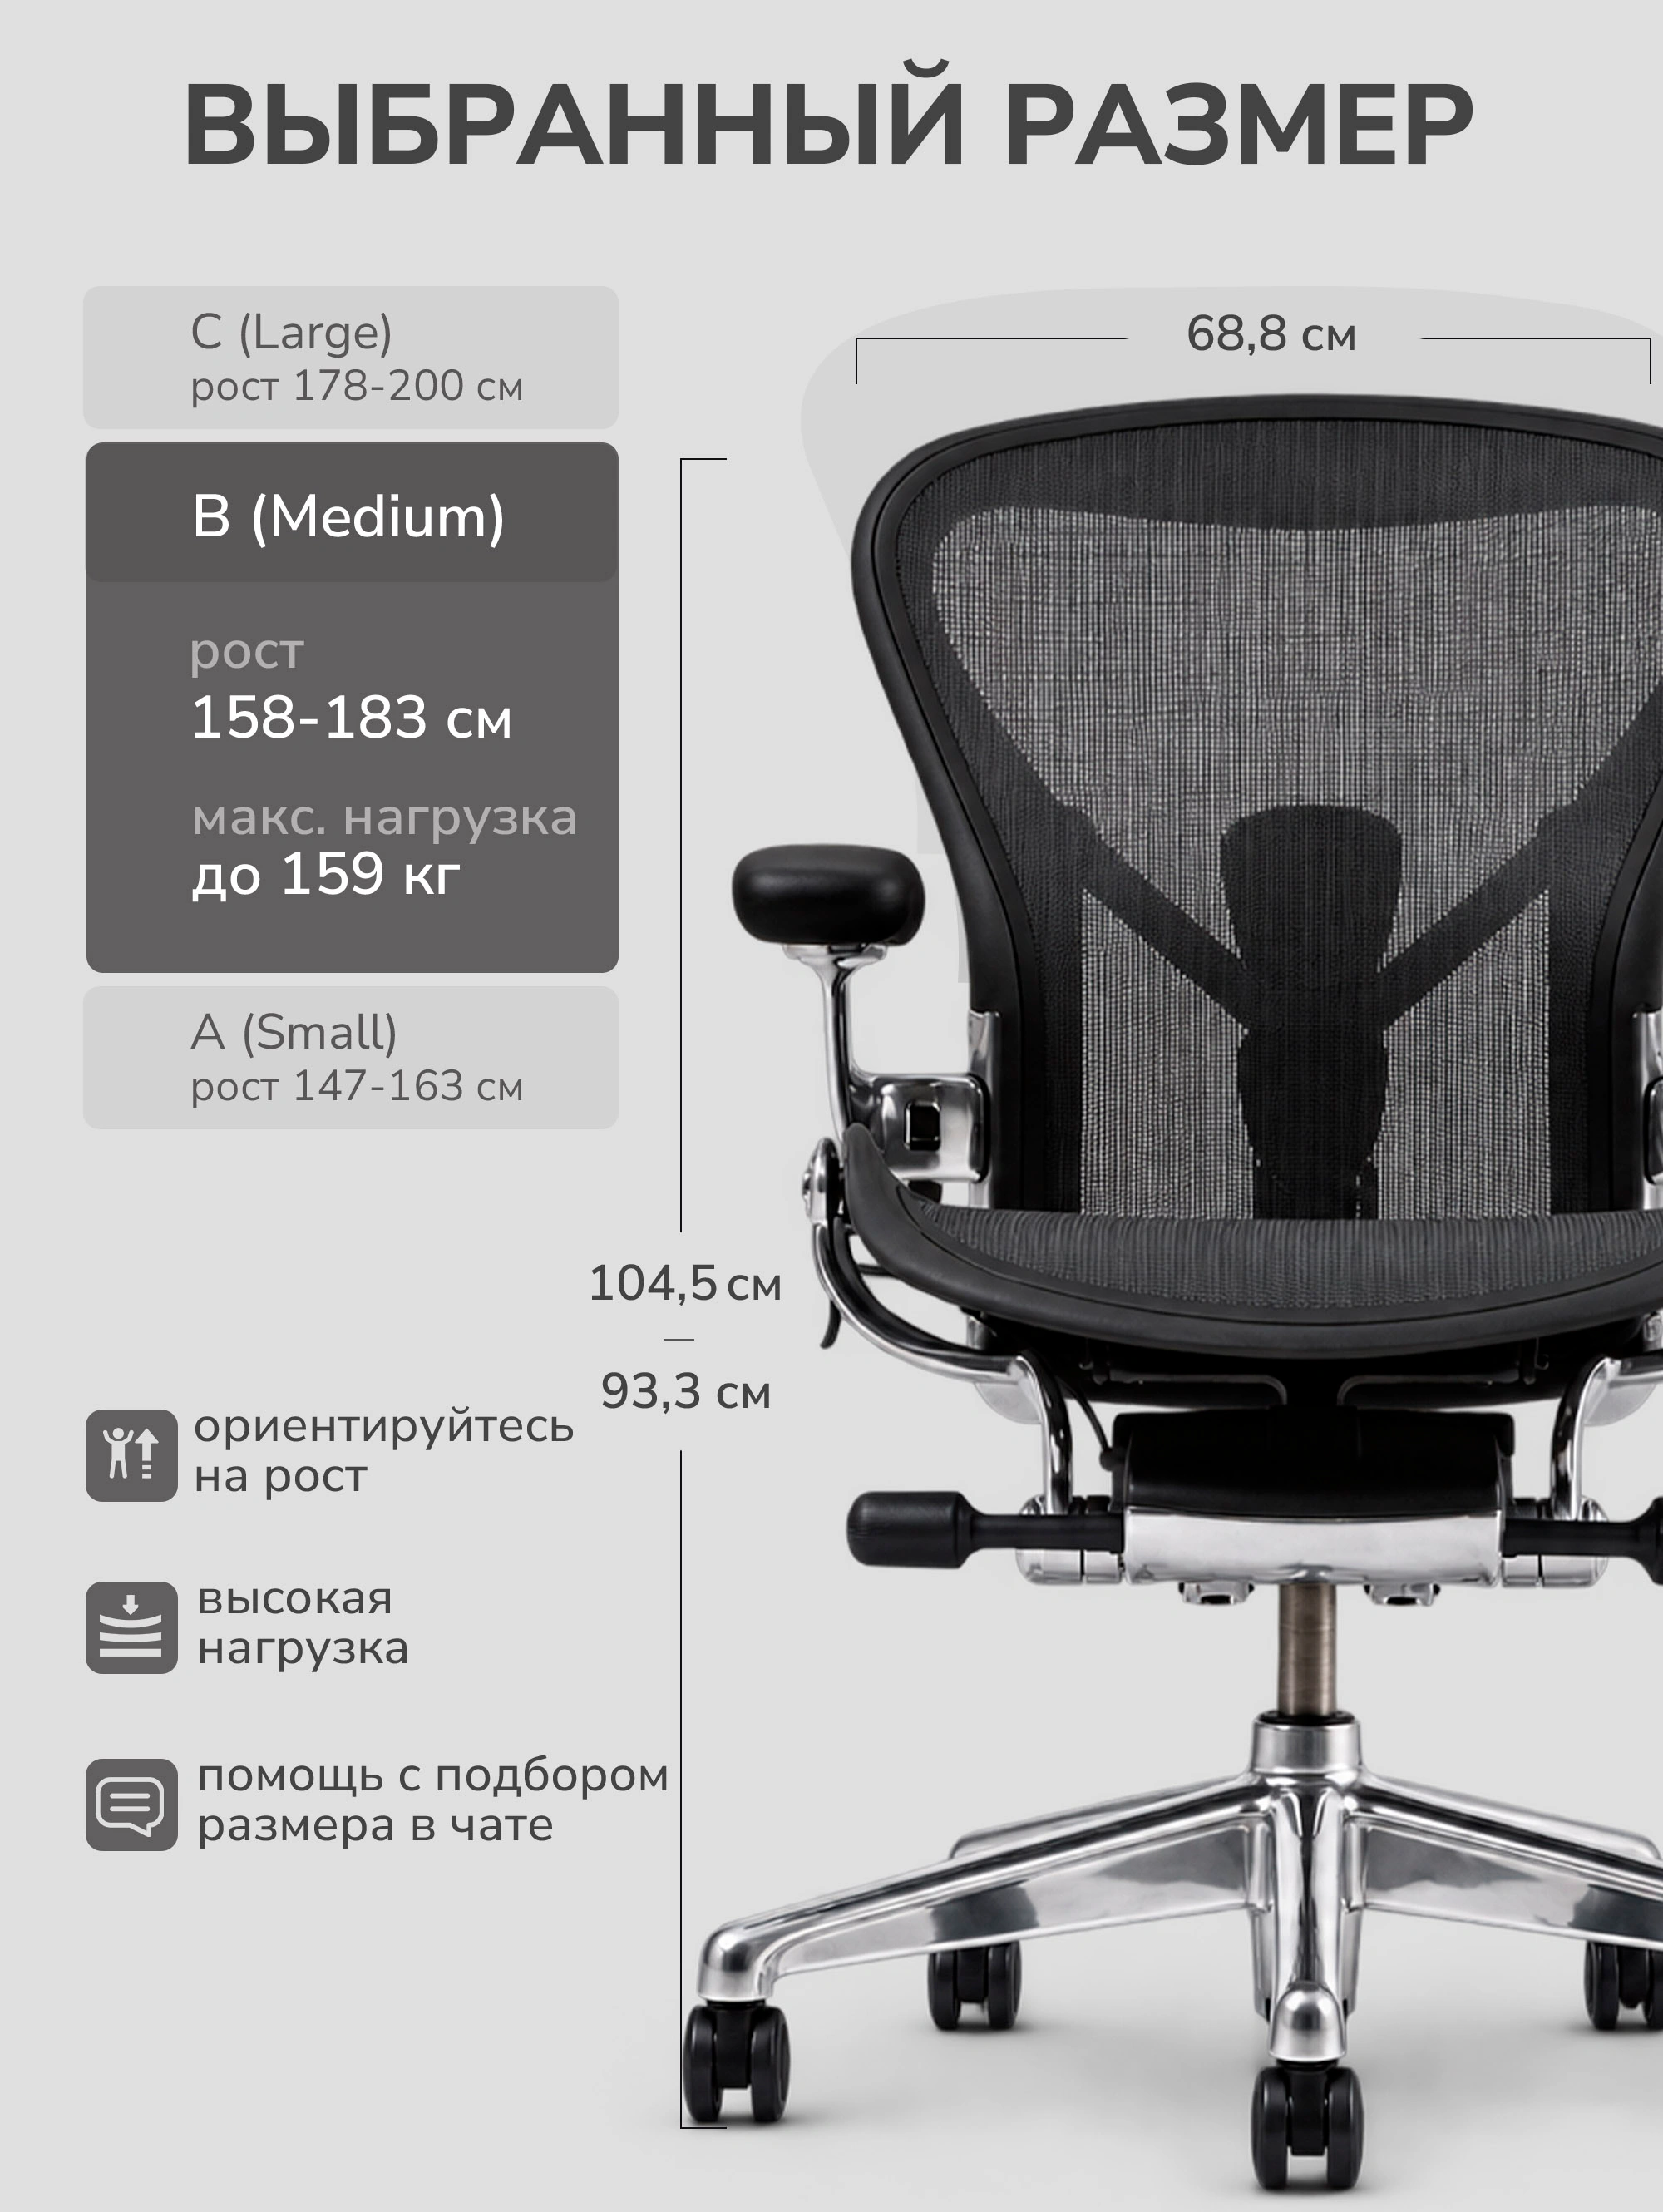 ВЫБРАННЫЙ РАЗМЕР
C (Large)
рост 178-200 см
B (Medium)
рост
158-183 см
макс. нагрузка
до 159 кг
A (Small)
рост 147-163 см
68,8 см
104,5 см
—
93,3 см
ориентируйтесь
на рост
высокая
нагрузка
помощь с подбором
размера в чате